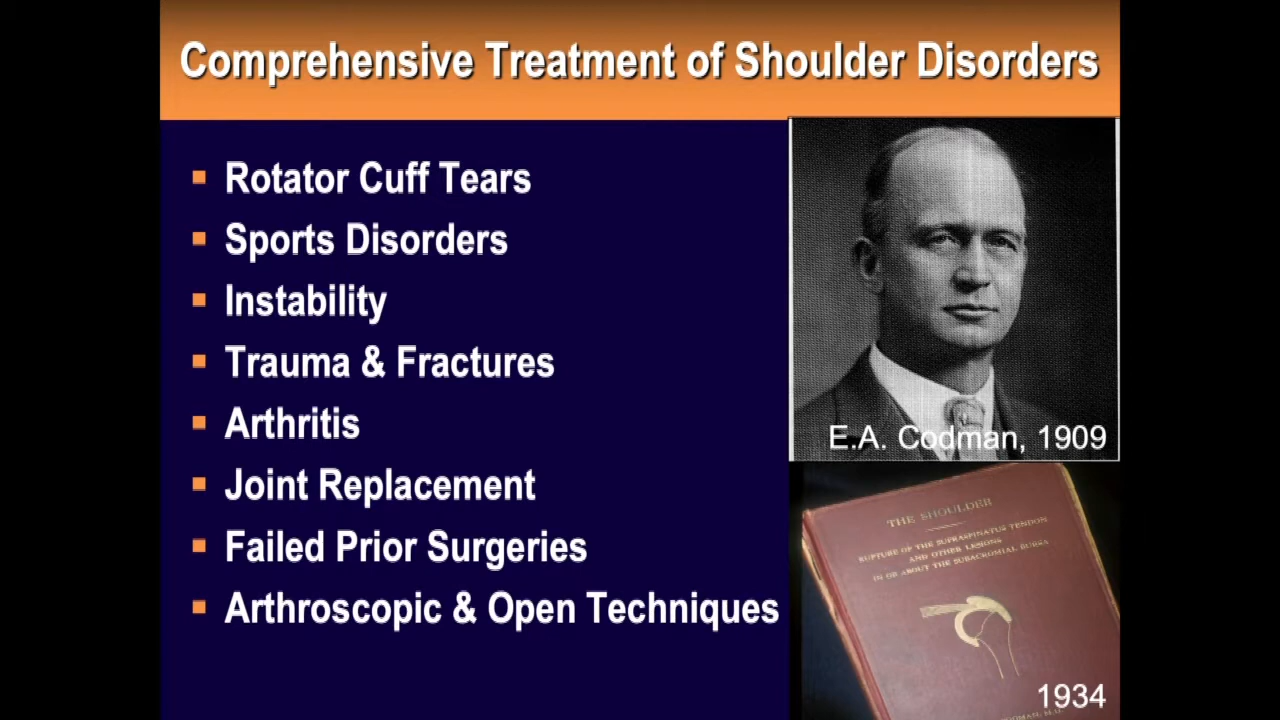 Comprehensive Treatment of Shoulder Disorders
Rotator Cuff Tears
Sports Disorders
Instability
Trauma & Fractures
Arthritis
Joint Replacement
Failed Prior Surgeries
Arthroscopic & Open Techniques
E.A. Codman, 1909
THE SHOULDER
RUPTURE OF THE SUPRASPINATUS TENDON
AND OTHER LESIONS
IN OR ABOUT THE SUBACROMIAL BURSA
1934